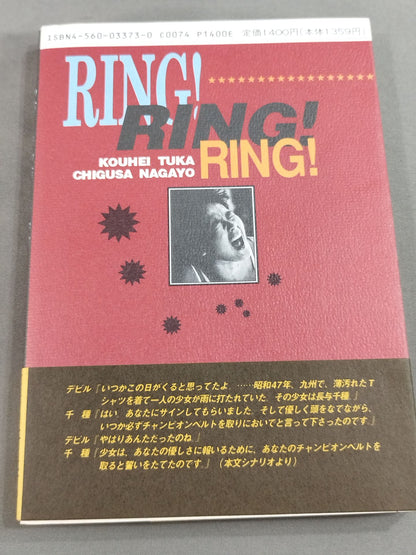 ISBN4-560-03373-0 C0074 P1400E 定価1400円(本体1359円)
RING!
RING!
RING!
KOUHEI TUKA
CHIGUSA NAGAYO
デビル「いつかこの日がくると思ってたよ ……昭和47年、九州で、薄汚れたT
シャツを着て一人の少女が雨に打たれていた その少女は長与千種」
千 種「はい あなたにサインしてもらいました そして優しく頭をなでながら、
いつか必ずチャンピオンベルトを取りにおいでと言って下さったのです」
デビル「やはりあんただったのね」
千 種「少女は、あなたの優しさに報いるために、あなたのチャンピオンベルトを
取ると誓いをたてたのです」(本文シナリオより)